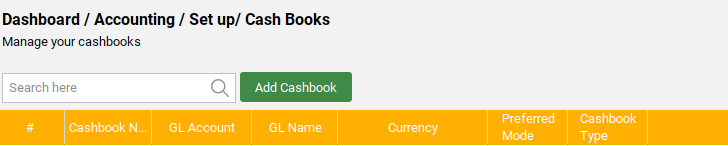 Dashboard / Accounting / Set up/ Cash Books
Manage your cashbooks
Search here
Add Cashbook
# Cashbook N... GL Account GL Name Currency Preferred Mode Cashbook Type